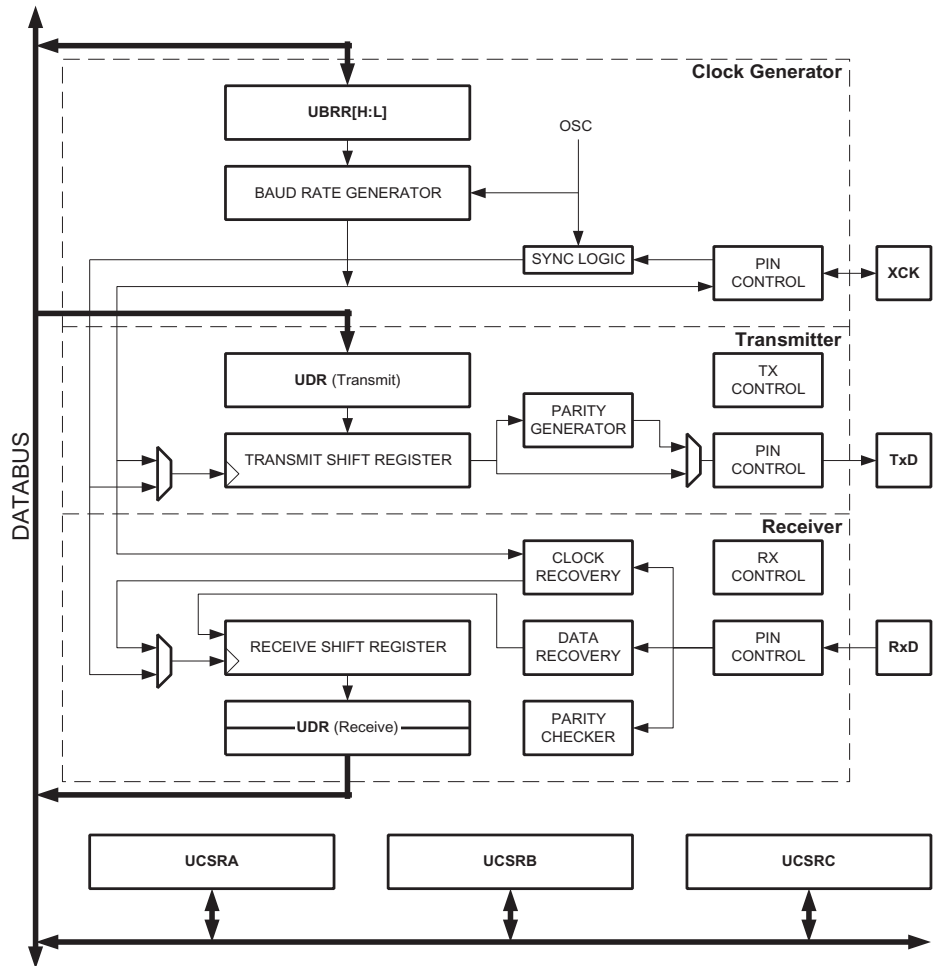 Clock Generator
UBRR[H:L]
OSC
BAUD RATE GENERATOR
SYNC LOGIC
PIN
CONTROL
XCK
Transmitter
UDR (Transmit)
TX
CONTROL
PARITY
GENERATOR
TRANSMIT SHIFT REGISTER
PIN
CONTROL
TxD
DATABUS
Receiver
CLOCK
RECOVERY
RX
CONTROL
RECEIVE SHIFT REGISTER
DATA
RECOVERY
PIN
CONTROL
RxD
UDR (Receive)
PARITY
CHECKER
UCSRA
UCSRB
UCSRC